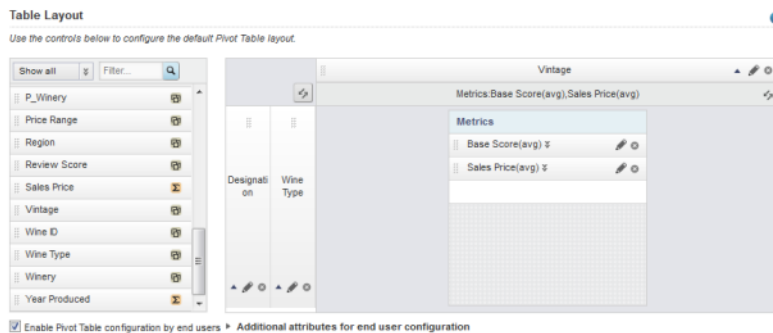 Table Layout
Use the controls below to configure the default Pivot Table layout.
Show all
Filter...
P_Winery
Price Range
Region
Review Score
Sales Price
Vintage
Wine ID
Wine Type
Winery
Year Produced
Vintage
Metrics:Base Score(avg),Sales Price(avg)
Metrics
Base Score(avg)
Sales Price(avg)
Designati
on
Wine
Type
Enable Pivot Table configuration by end users
Additional attributes for end user configuration